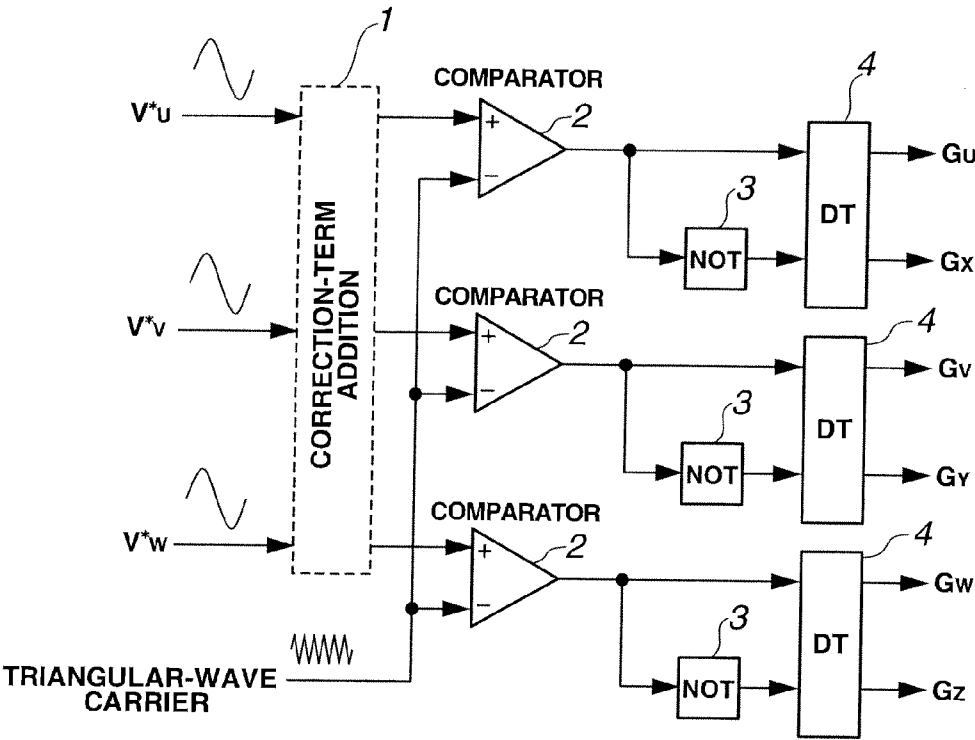 1
COMPARATOR
2
4
V*U
+
−
3
DT
GU
NOT
GX
CORRECTION-TERM
ADDITION
COMPARATOR
2
4
V*V
+
−
3
DT
GV
NOT
GY
COMPARATOR
2
4
V*W
+
−
3
DT
GW
NOT
GZ
TRIANGULAR-WAVE
CARRIER